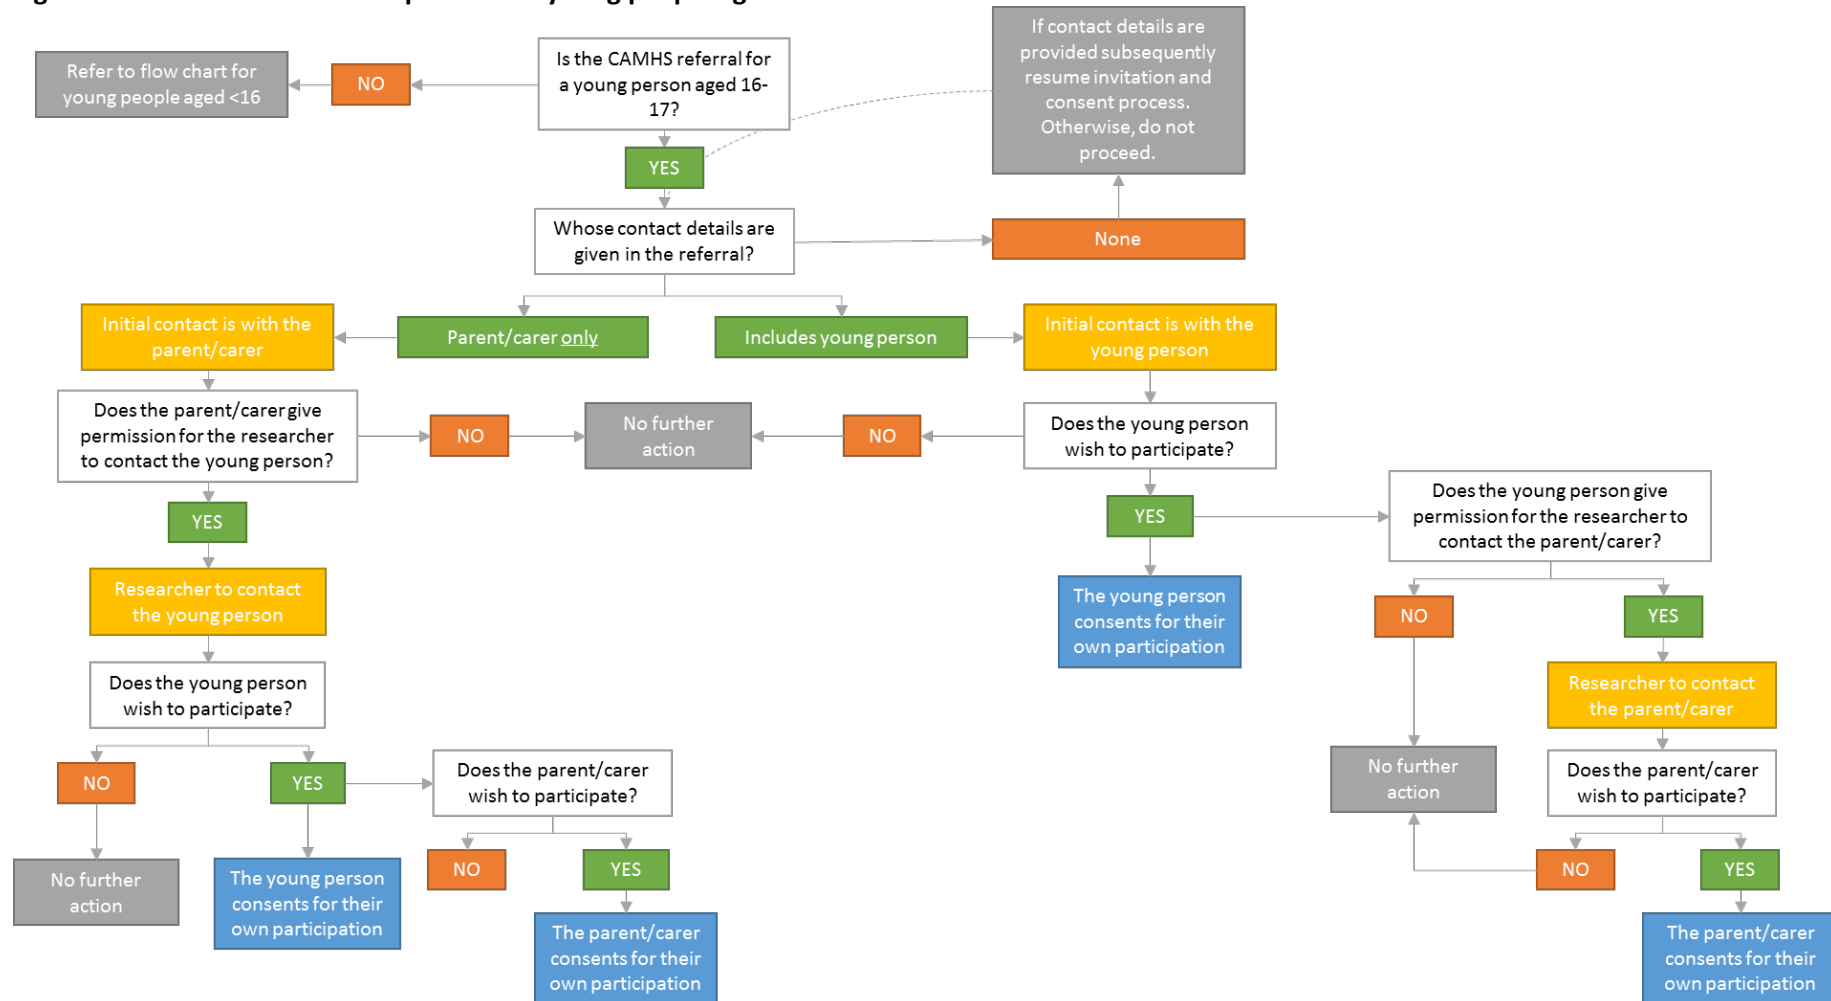 If contact details are
provided subsequently
resume invitation and
consent process.
Otherwise, do not
proceed.
Is the CAMHS referral for
a young person aged 16-
17?
NO
Refer to flow chart for
young people aged <16
YES
Whose contact details are
given in the referral?
None
Initial contact is with the
parent/carer
Parent/carer only
Includes young person
Initial contact is with the
young person
Does the parent/carer give
permission for the researcher
to contact the young person?
NO
No further
action
NO
Does the young person
wish to participate?
YES
YES
Does the young person give
permission for the researcher to
contact the parent/carer?
Researcher to contact
the young person
The young person
consents for their
own participation
NO
YES
Does the young person
wish to participate?
Researcher to contact
the parent/carer
NO
YES
Does the parent/carer
wish to participate?
No further
action
Does the parent/carer
wish to participate?
No further
action
The young person
consents for their
own participation
NO
YES
NO
YES
The parent/carer
consents for their
own participation
The parent/carer
consents for their
own participation